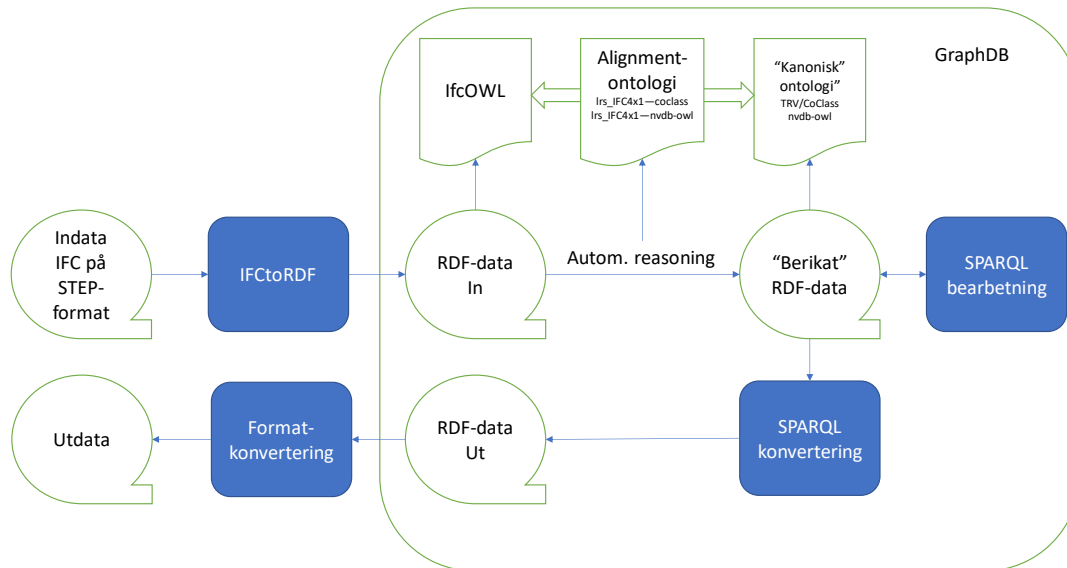 GraphDB
IfcOWL
Alignment-
ontologi
lrs_IFC4x1—coclass
lrs_IFC4x1—nvdb-owl
“Kanonisk”
ontologi”
TRV/CoClass
nvdb-owl
Indata
IFC på
STEP-
format
IFCtoRDF
RDF-data
In
Autom. reasoning
“Berikat”
RDF-data
SPARQL
bearbetning
Utdata
Format-
konvertering
RDF-data
Ut
SPARQL
konvertering